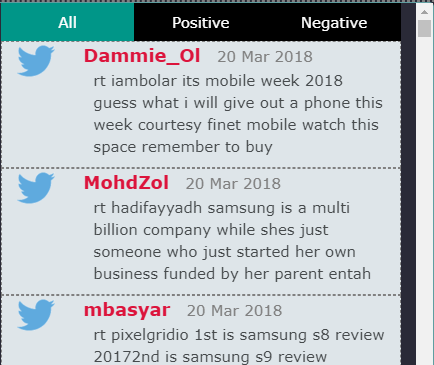 All Positive Negative
Dammie_Ol 20 Mar 2018
rt iambolar its mobile week 2018
guess what i will give out a phone this
week courtesy finet mobile watch this
space remember to buy
MohdZol 20 Mar 2018
rt hadifayyadh samsung is a multi
billion company while shes just
someone who just started her own
business funded by her parent entah
mbasyar 20 Mar 2018
rt pixelgridio 1st is samsung s8 review
20172nd is samsung s9 review